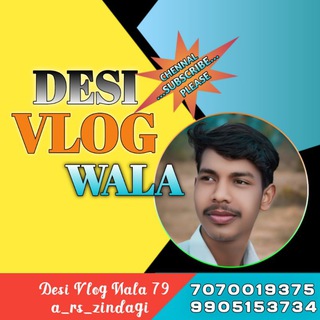 DESI
VLOG
WALA
CHENNAL
...SUBSCRIBE...
PLEASE
Desi Vlog Wala 79
a_rs_zindagi
7070019375
9905153734